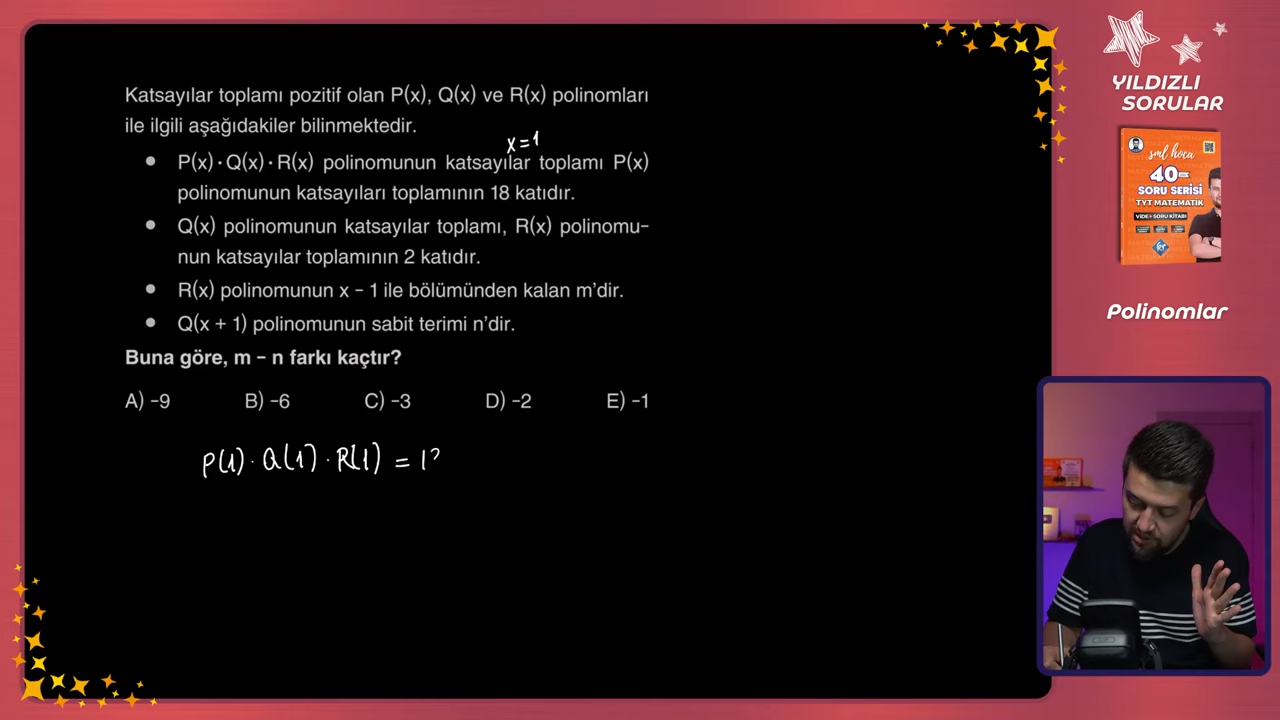 Katsayılar toplamı pozitif olan P(x), Q(x) ve R(x) polinomları
ile ilgili aşağıdakiler bilinmektedir.
x = 1
• P(x) · Q(x) · R(x) polinomunun katsayılar toplamı P(x)
polinomunun katsayıları toplamının 18 katıdır.
• Q(x) polinomunun katsayılar toplamı, R(x) polinomu-
nun katsayılar toplamının 2 katıdır.
• R(x) polinomunun x – 1 ile bölümünden kalan m'dir.
• Q(x + 1) polinomunun sabit terimi n'dir.
Buna göre, m – n farkı kaçtır?
A) –9 B) –6 C) –3 D) –2 E) –1
P(1) · Q(1) · R(1) = 1
YILDIZLI
SORULAR
sml hoca
40
SORU SERİSİ
TYT MATEMATİK
Polinomlar